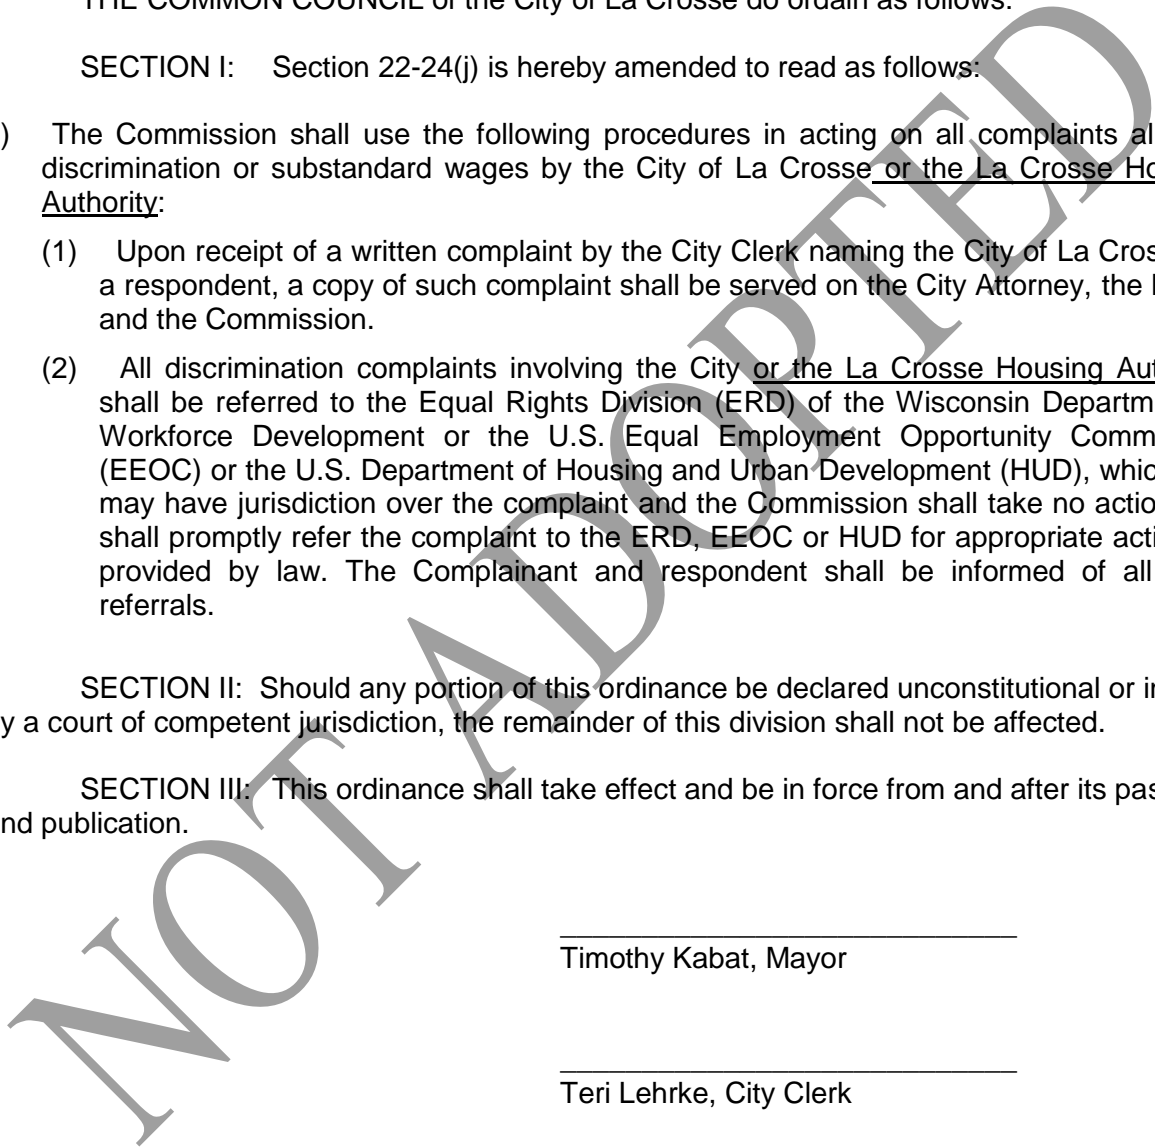 THE COMMON COUNCIL of the City of La Crosse do ordain as follows:
SECTION I: Section 22-24(j) is hereby amended to read as follows:
) The Commission shall use the following procedures in acting on all complaints al
discrimination or substandard wages by the City of La Crosse or the La Crosse Ho
Authority:
(1) Upon receipt of a written complaint by the City Clerk naming the City of La Cros
a respondent, a copy of such complaint shall be served on the City Attorney, the
and the Commission.
(2) All discrimination complaints involving the City or the La Crosse Housing Aut
shall be referred to the Equal Rights Division (ERD) of the Wisconsin Departm
Workforce Development or the U.S. Equal Employment Opportunity Comm
(EEOC) or the U.S. Department of Housing and Urban Development (HUD), whic
may have jurisdiction over the complaint and the Commission shall take no actio
shall promptly refer the complaint to the ERD, EEOC or HUD for appropriate acti
provided by law. The Complainant and respondent shall be informed of all
referrals.
SECTION II: Should any portion of this ordinance be declared unconstitutional or in
y a court of competent jurisdiction, the remainder of this division shall not be affected.
SECTION III: This ordinance shall take effect and be in force from and after its pas
nd publication.
Timothy Kabat, Mayor
Teri Lehrke, City Clerk
NOT ADOPTED